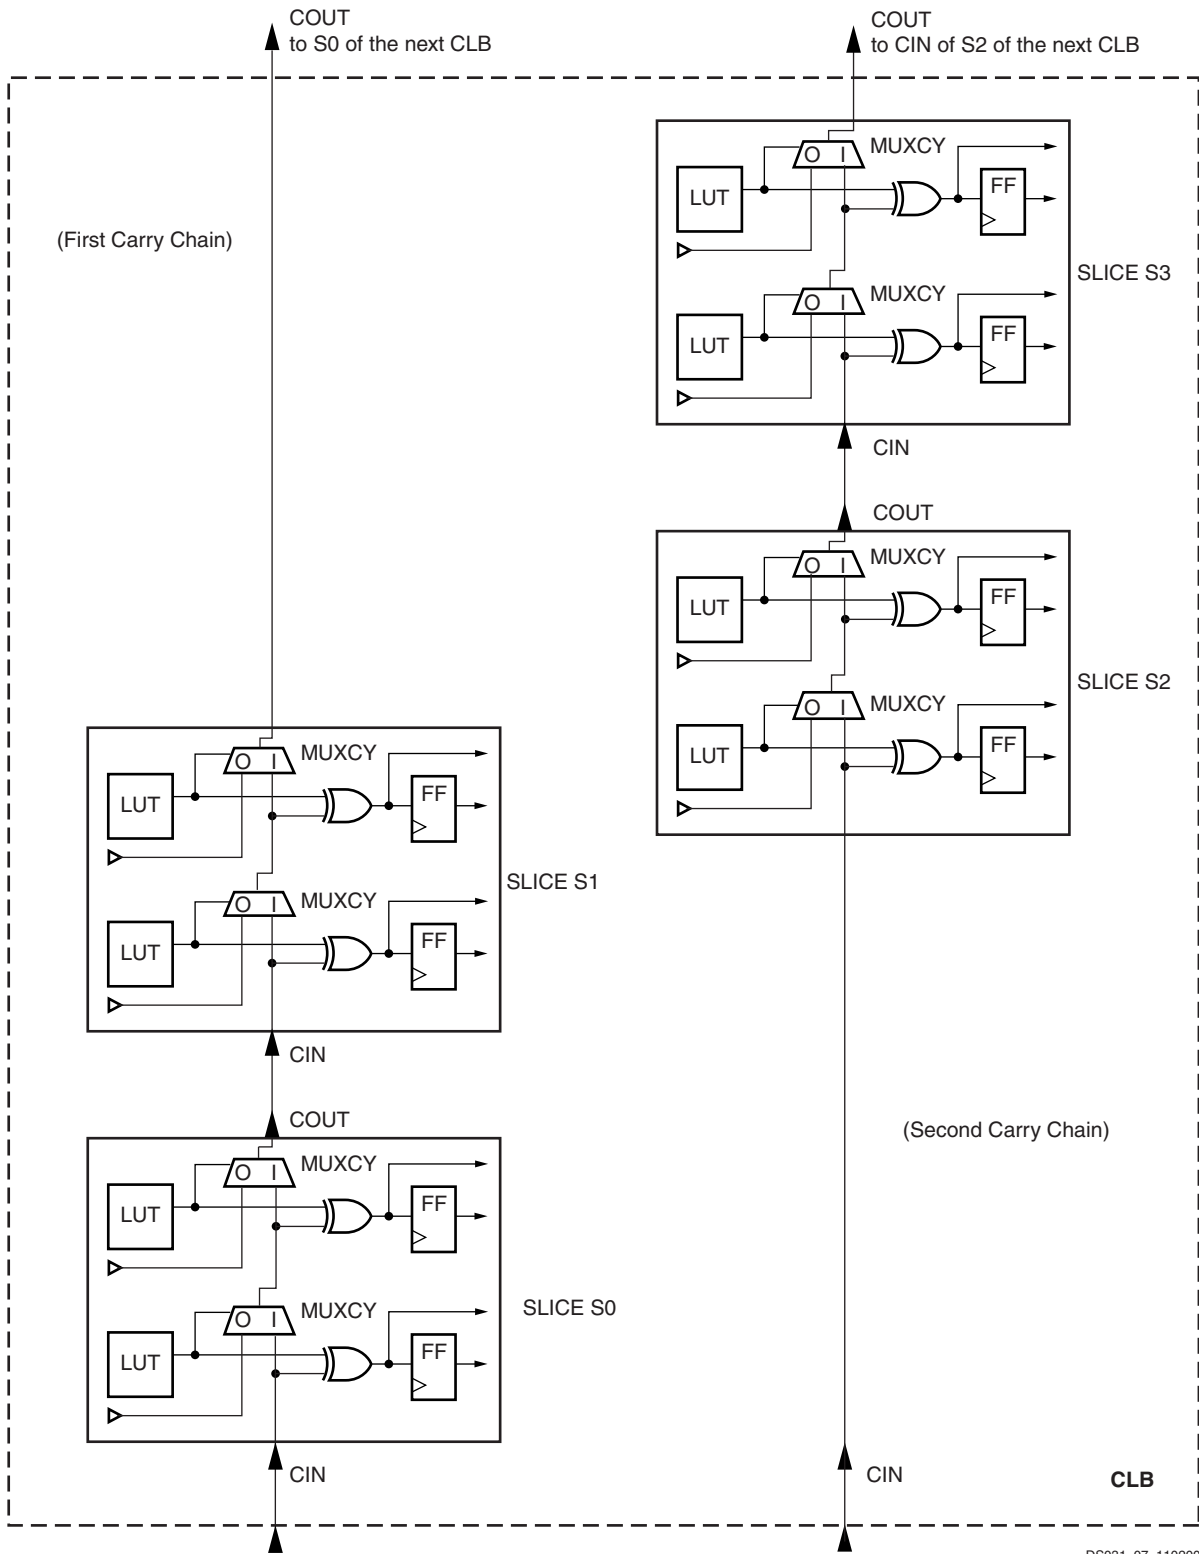 COUT
to S0 of the next CLB
COUT
to CIN of S2 of the next CLB
(First Carry Chain)
O I
MUXCY
LUT
FF
SLICE S3
O I
MUXCY
LUT
FF
CIN
COUT
O I
MUXCY
LUT
FF
SLICE S2
O I
MUXCY
LUT
FF
O I
MUXCY
LUT
FF
SLICE S1
O I
MUXCY
LUT
FF
CIN
COUT
(Second Carry Chain)
O I
MUXCY
LUT
FF
SLICE S0
O I
MUXCY
LUT
FF
CIN
CIN
CLB